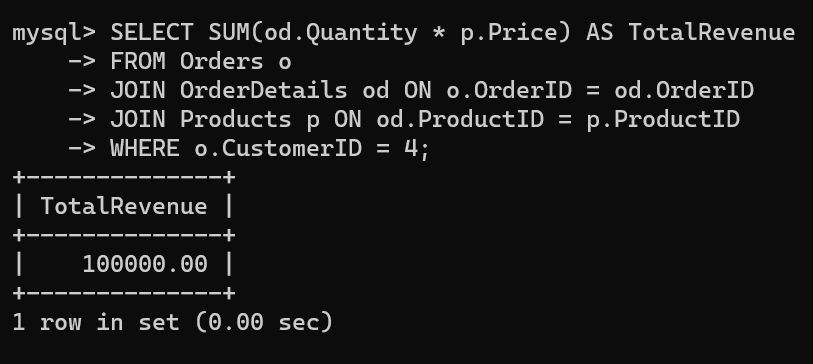 mysql> SELECT SUM(od.Quantity * p.Price) AS TotalRevenue
    -> FROM Orders o
    -> JOIN OrderDetails od ON o.OrderID = od.OrderID
    -> JOIN Products p ON od.ProductID = p.ProductID
    -> WHERE o.CustomerID = 4;
+--------------+
| TotalRevenue |
+--------------+
|    100000.00 |
+--------------+
1 row in set (0.00 sec)